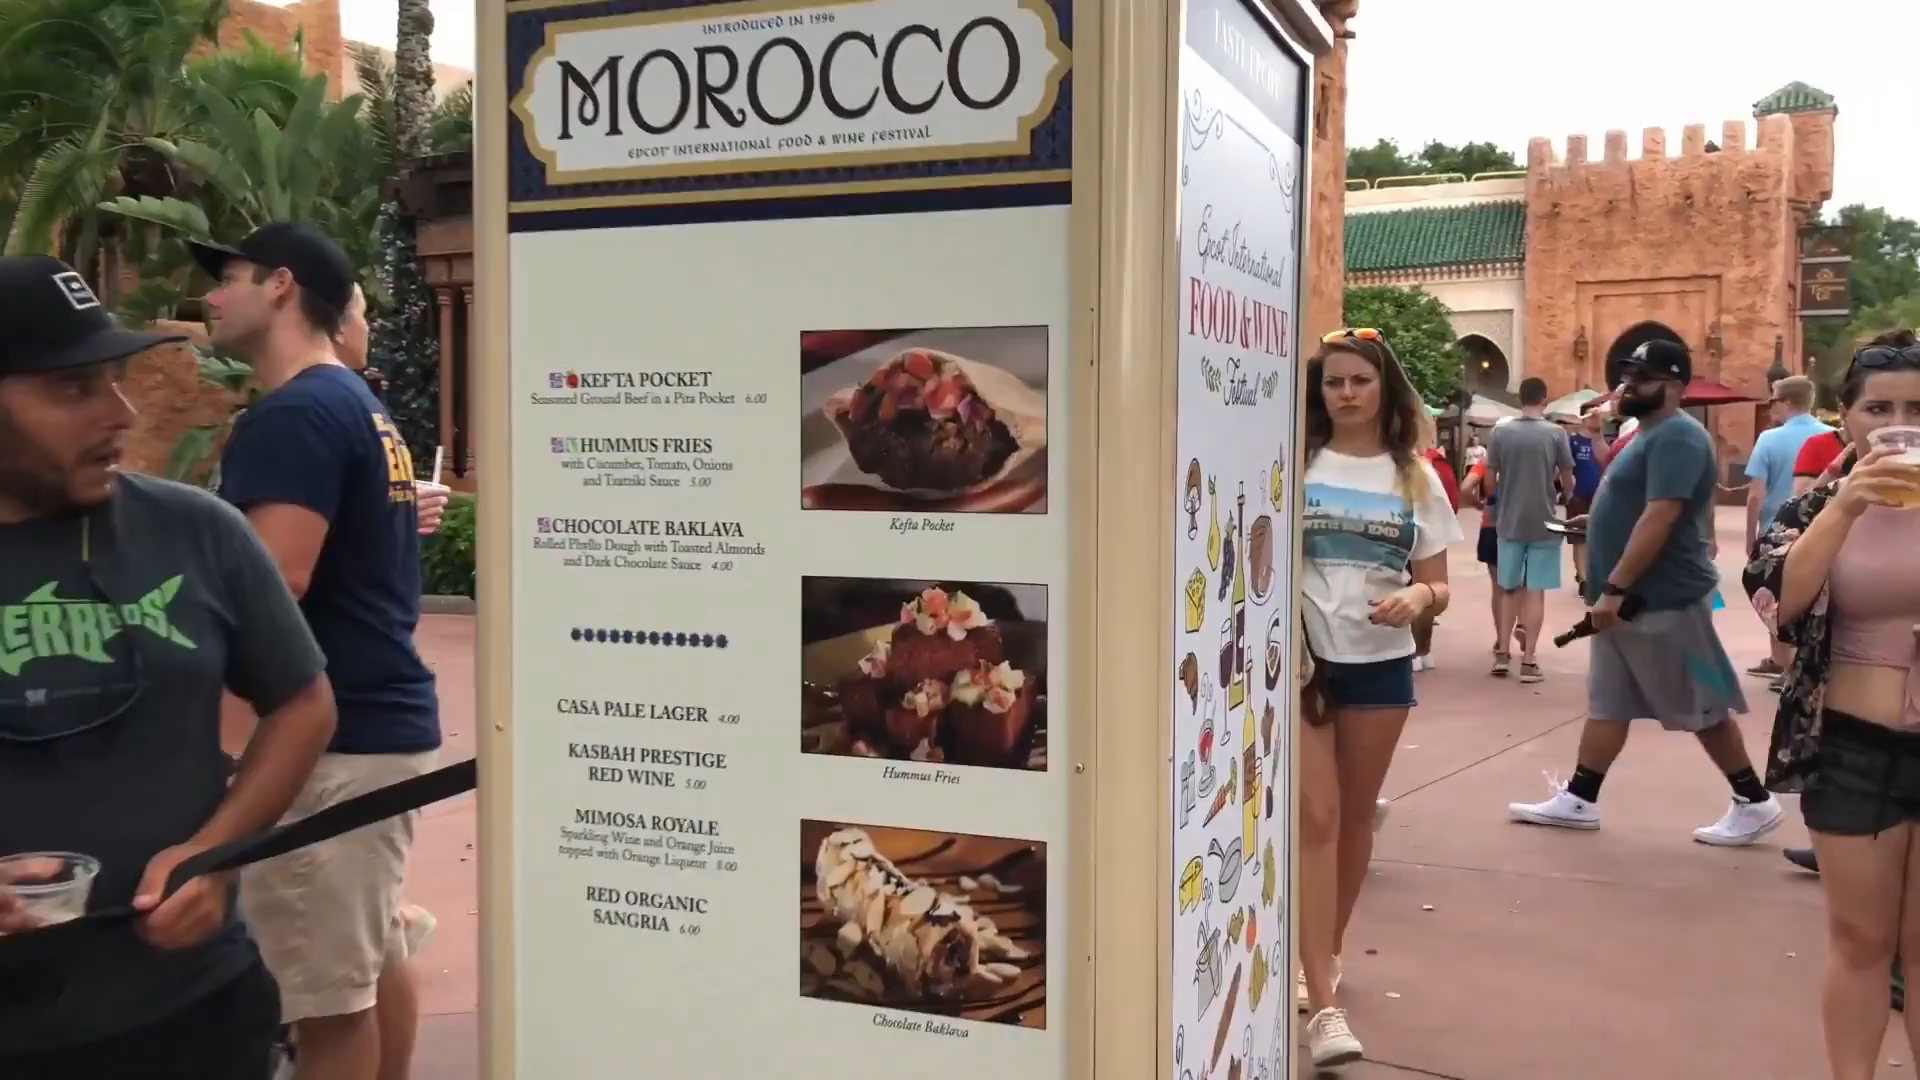 INTRODUCED IN 1996
MOROCCO
EPCOT INTERNATIONAL FOOD & WINE FESTIVAL
KEFTA POCKET
Seasoned Ground Beef in a Pita Pocket 6.00
HUMMUS FRIES
with Cucumber, Tomato, Onions
and Tzatziki Sauce 5.00
CHOCOLATE BAKLAVA
Rolled Phyllo Dough with Toasted Almonds
and Dark Chocolate Sauce 4.00
CASA PALE LAGER 4.00
KASBAH PRESTIGE
RED WINE 5.00
MIMOSA ROYALE
Sparkling Wine and Orange Juice
topped with Orange Liqueur 8.00
RED ORGANIC
SANGRIA 6.00
Kefta Pocket
Hummus Fries
Chocolate Baklava
TASTE EPCOT
Epcot International
FOOD & WINE
Festival